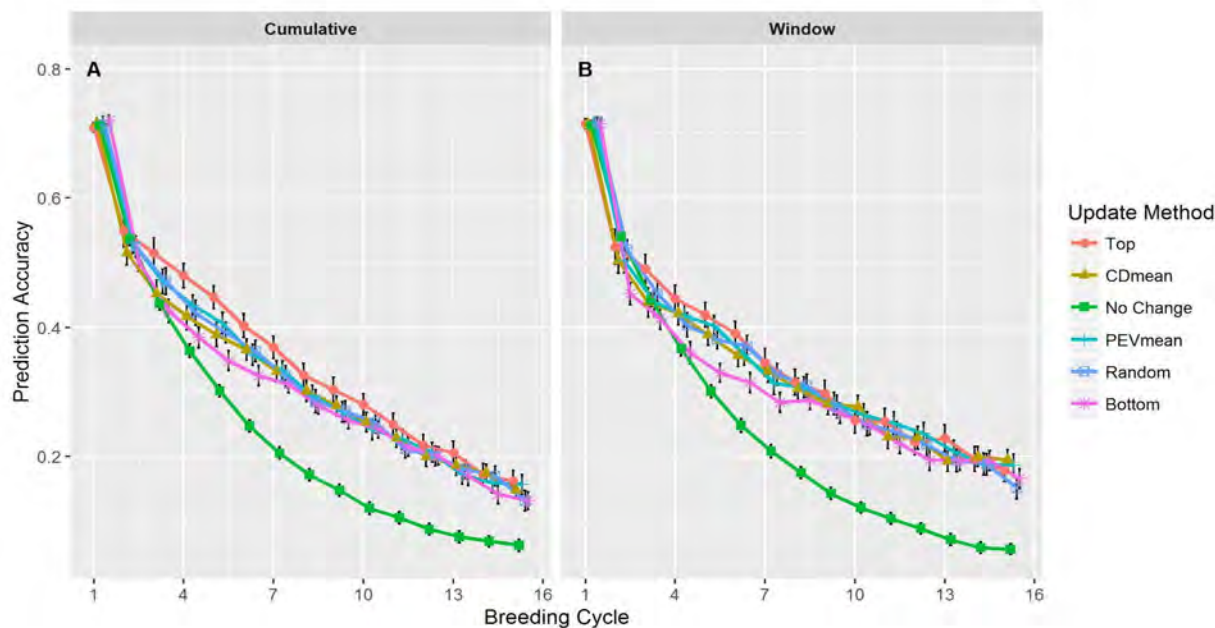 Cumulative
Window
A
B
0.8
0.6
0.4
0.2
Prediction Accuracy
1 4 7 10 13 16
1 4 7 10 13 16
Breeding Cycle
Update Method
Top
CDmean
No Change
PEVmean
Random
Bottom